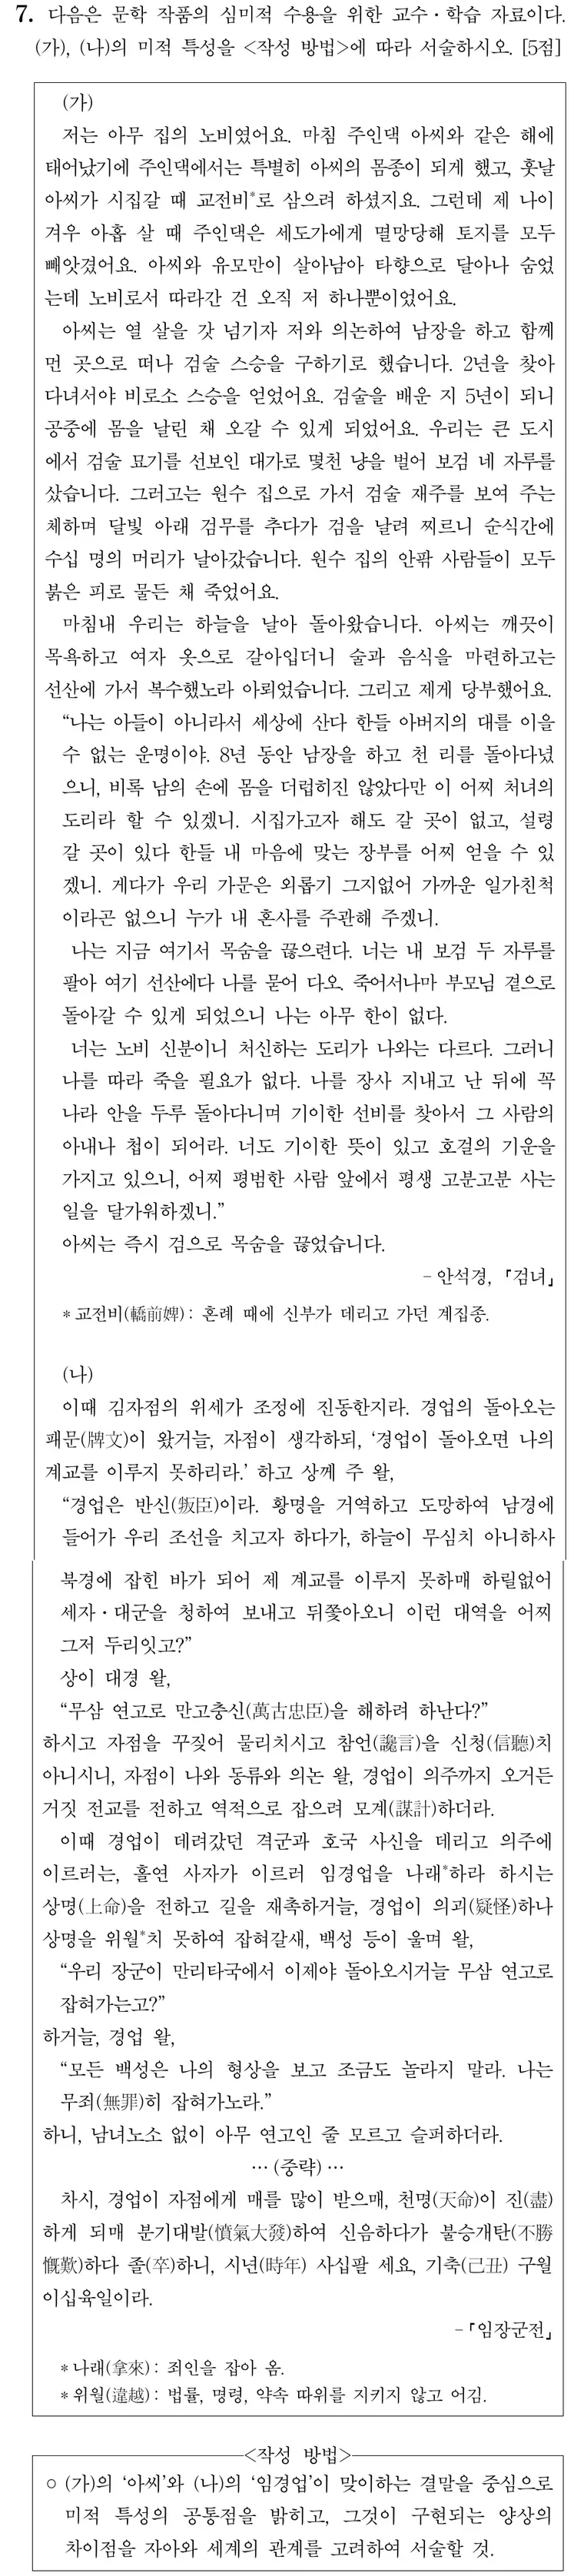 7. 다음은 문학 작품의 심미적 수용을 위한 교수·학습 자료이다.
(가), (나)의 미적 특성을 <작성 방법>에 따라 서술하시오. [5점]
(가)
저는 아무 집의 노비였어요. 마침 주인댁 아씨와 같은 해에
태어났기에 주인댁에서는 특별히 아씨의 몸종이 되게 했고, 훗날
아씨가 시집갈 때 교전비*로 삼으려 하셨지요. 그런데 제 나이
겨우 아홉 살 때 주인댁은 세도가에게 멸망당해 토지를 모두
빼앗겼어요. 아씨와 유모만이 살아남아 타향으로 달아나 숨었
는데 노비로서 따라간 건 오직 저 하나뿐이었어요.
아씨는 열 살을 갓 넘기자 저와 의논하여 남장을 하고 함께
먼 곳으로 떠나 검술 스승을 구하기로 했습니다. 2년을 찾아
다녀서야 비로소 스승을 얻었어요. 검술을 배운 지 5년이 되니
공중에 몸을 날린 채 오갈 수 있게 되었어요. 우리는 큰 도시
에서 검술 묘기를 선보인 대가로 몇천 냥을 벌어 보검 네 자루를
샀습니다. 그러고는 원수 집으로 가서 검술 재주를 보여 주는
체하며 달빛 아래 검무를 추다가 검을 날려 찌르니 순식간에
수십 명의 머리가 날아갔습니다. 원수 집의 안팎 사람들이 모두
붉은 피로 물든 채 죽었어요.
마침내 우리는 하늘을 날아 돌아왔습니다. 아씨는 깨끗이
목욕하고 여자 옷으로 갈아입더니 술과 음식을 마련하고는
선산에 가서 복수했노라 아뢰었습니다. 그리고 제게 당부했어요.
“나는 아들이 아니라서 세상에 산다 한들 아버지의 대를 이을
수 없는 운명이야. 8년 동안 남장을 하고 천 리를 돌아다녔
으니, 비록 남의 손에 몸을 더럽히진 않았다만 이 어찌 처녀의
도리라 할 수 있겠니. 시집가고자 해도 갈 곳이 없고, 설령
갈 곳이 있다 한들 내 마음에 맞는 장부를 어찌 얻을 수 있
겠니. 게다가 우리 가문은 외롭기 그지없어 가까운 일가친척
이라곤 없으니 누가 내 혼사를 주관해 주겠니.
나는 지금 여기서 목숨을 끊으련다. 너는 내 보검 두 자루를
팔아 여기 선산에다 나를 묻어 다오. 죽어서나마 부모님 곁으로
돌아갈 수 있게 되었으니 나는 아무 한이 없다.
너는 노비 신분이니 처신하는 도리가 나와는 다르다. 그러니
나를 따라 죽을 필요가 없다. 나를 장사 지내고 난 뒤에 꼭
나라 안을 두루 돌아다니며 기이한 선비를 찾아서 그 사람의
아내나 첩이 되어라. 너도 기이한 뜻이 있고 호걸의 기운을
가지고 있으니, 어찌 평범한 사람 앞에서 평생 고분고분 사는
일을 달가워하겠니.”
아씨는 즉시 검으로 목숨을 끊었습니다.
- 안석경, 「검녀」
* 교전비(轎前婢) : 혼례 때에 신부가 데리고 가던 계집종.
(나)
이때 김자점의 위세가 조정에 진동한지라. 경업의 돌아오는
패문(牌文)이 왔거늘, 자점이 생각하되, ‘경업이 돌아오면 나의
계교를 이루지 못하리라.’ 하고 상께 주 왈,
“경업은 반신(叛臣)이라. 황명을 거역하고 도망하여 남경에
들어가 우리 조선을 치고자 하다가, 하늘이 무심치 아니하사
북경에 잡힌 바가 되어 제 계교를 이루지 못하매 하릴없어
세자·대군을 청하여 보내고 뒤쫓아오니 이런 대역을 어찌
그저 두리잇고?”
상이 대경 왈,
“무삼 연고로 만고충신(萬古忠臣)을 해하려 하난다?”
하시고 자점을 꾸짖어 물리치시고 참언(讒言)을 신청(信聽)치
아니시니, 자점이 나와 동류와 의논 왈, 경업이 의주까지 오거든
거짓 전교를 전하고 역적으로 잡으려 모계(謀計)하더라.
이때 경업이 데려갔던 격군과 호국 사신을 데리고 의주에
이르러는, 홀연 사자가 이르러 임경업을 나래*하라 하시는
상명(上命)을 전하고 길을 재촉하거늘, 경업이 의괴(疑怪)하나
상명을 위월*치 못하여 잡혀갈새, 백성 등이 울며 왈,
“우리 장군이 만리타국에서 이제야 돌아오시거늘 무삼 연고로
잡혀가는고?”
하거늘, 경업 왈,
“모든 백성은 나의 형상을 보고 조금도 놀라지 말라. 나는
무죄(無罪)히 잡혀가노라.”
하니, 남녀노소 없이 아무 연고인 줄 모르고 슬퍼하더라.
… (중략) …
차시, 경업이 자점에게 매를 많이 받으매, 천명(天命)이 진(盡)
하게 되매 분기대발(憤氣大發)하여 신음하다가 불승개탄(不勝
慨歎)하다 졸(卒)하니, 시년(時年) 사십팔 세요, 기축(己丑) 구월
이십육일이라.
- 「임장군전」
* 나래(拿來) : 죄인을 잡아 옴.
* 위월(違越) : 법률, 명령, 약속 따위를 지키지 않고 어김.
<작성 방법>
○ (가)의 ‘아씨’와 (나)의 ‘임경업’이 맞이하는 결말을 중심으로
미적 특성의 공통점을 밝히고, 그것이 구현되는 양상의
차이점을 자아와 세계의 관계를 고려하여 서술할 것.